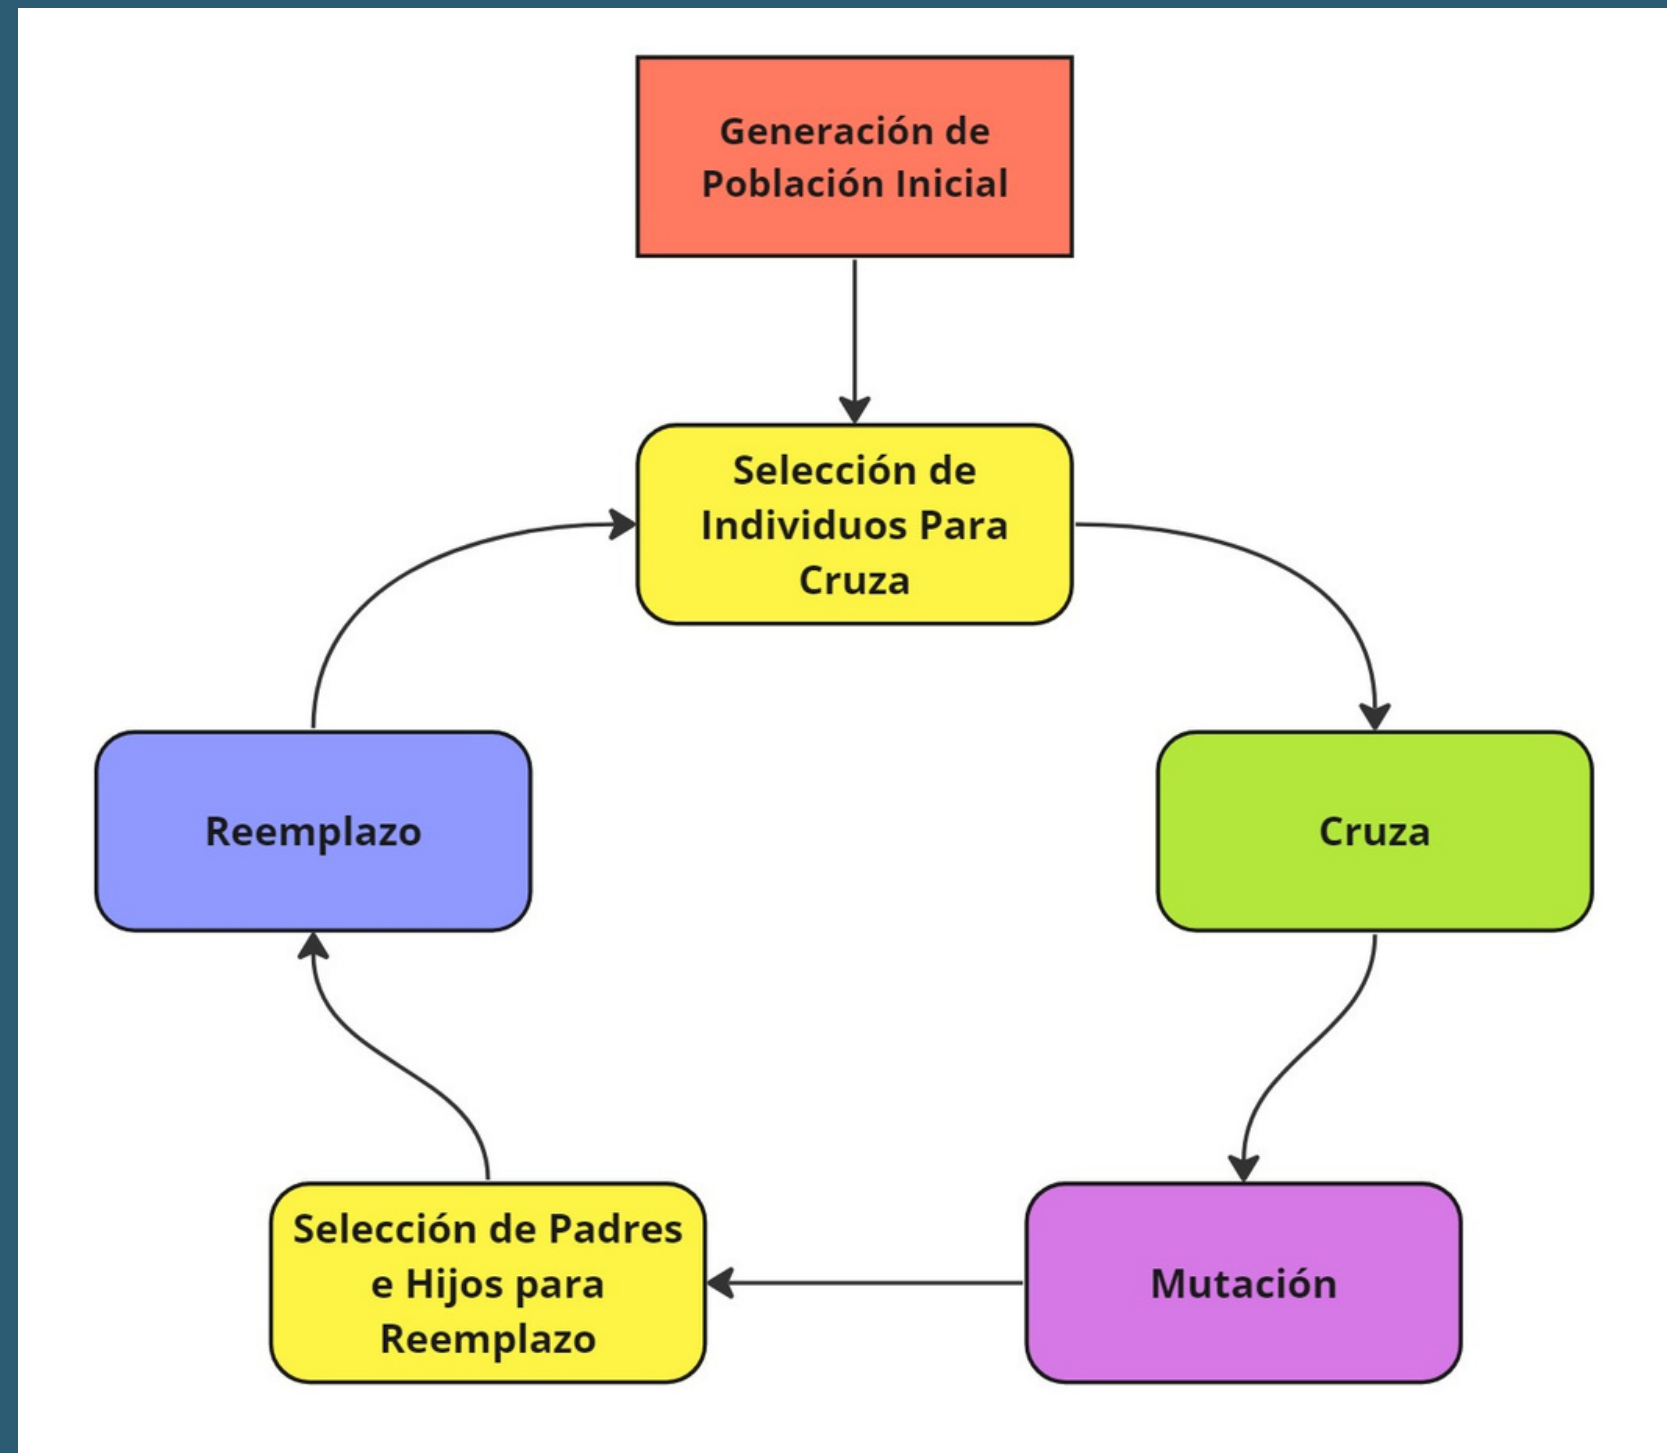 Generación de
Población Inicial
Selección de
Individuos Para
Cruza
Reemplazo
Cruza
Selección de Padres
e Hijos para
Reemplazo
Mutación